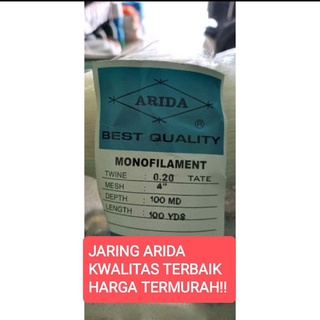 ARIDA
®
BEST QUALITY
MONOFILAMENT
TWINE : 0.20 TATE
MESH : 4"
DEPTH : 100 MD
LENGTH : 100 YDS
JARING ARIDA
KWALITAS TERBAIK
HARGA TERMURAH!!